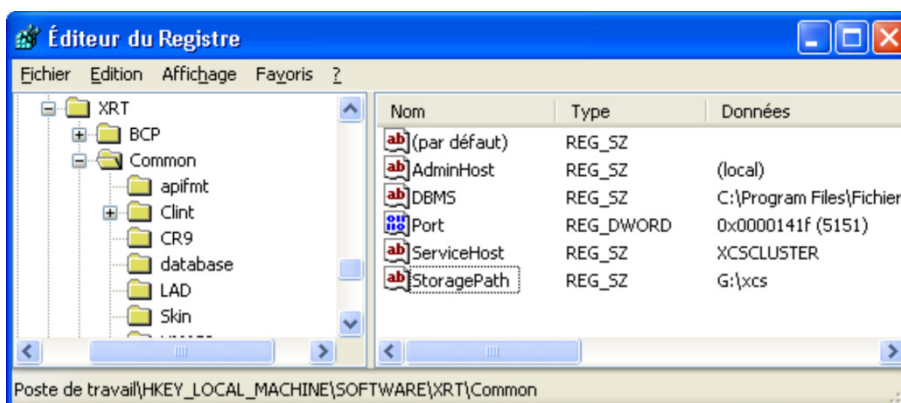 Éditeur du Registre
Fichier Edition Affichage Favoris ?
XRT
BCP
Common
apifmt
Clint
CR9
database
LAD
Skin
Nom Type Données
(par défaut) REG_SZ
AdminHost REG_SZ (local)
DBMS REG_SZ C:\Program Files\Fichier
Port REG_DWORD 0x0000141f (5151)
ServiceHost REG_SZ XCSCLUSTER
StoragePath REG_SZ G:\xcs
Poste de travail\HKEY_LOCAL_MACHINE\SOFTWARE\XRT\Common